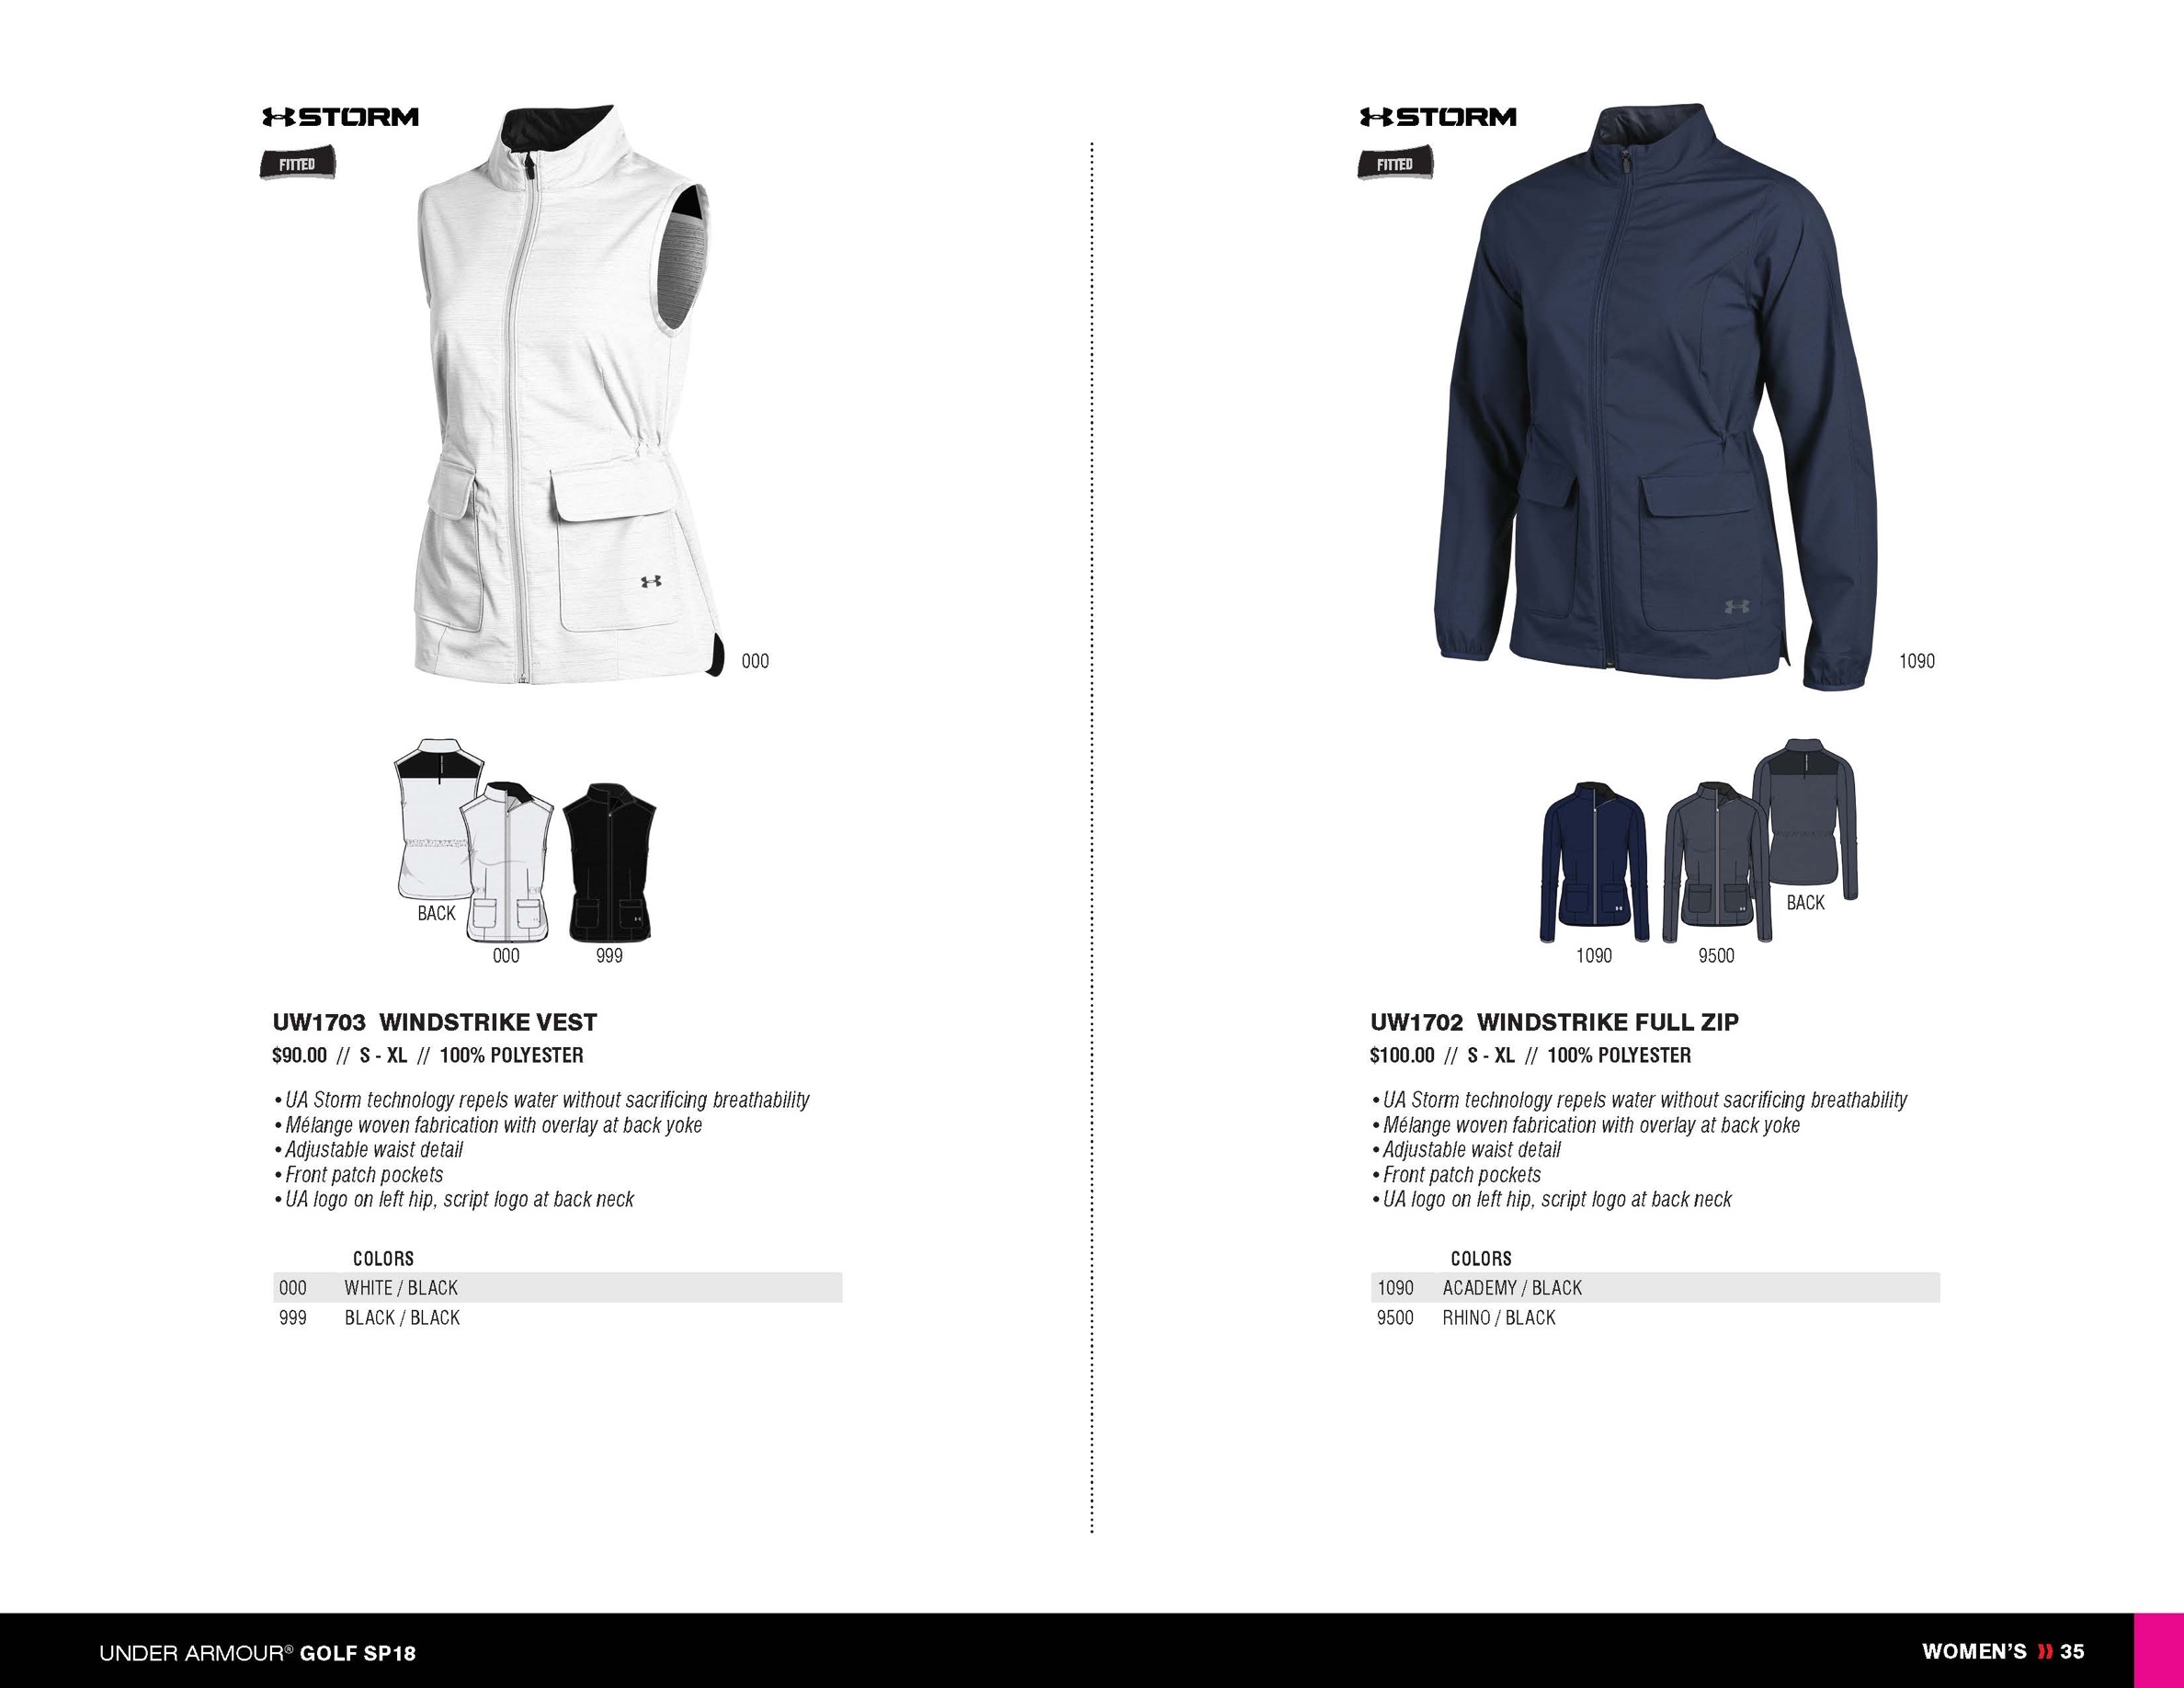 STORM
FITTED
000
BACK
000
999
UW1703 WINDSTRIKE VEST
$90.00 // S - XL // 100% POLYESTER
• UA Storm technology repels water without sacrificing breathability
• Mélange woven fabrication with overlay at back yoke
• Adjustable waist detail
• Front patch pockets
• UA logo on left hip, script logo at back neck
COLORS
000 WHITE / BLACK
999 BLACK / BLACK
STORM
FITTED
1090
1090
9500
BACK
UW1702 WINDSTRIKE FULL ZIP
$100.00 // S - XL // 100% POLYESTER
• UA Storm technology repels water without sacrificing breathability
• Mélange woven fabrication with overlay at back yoke
• Adjustable waist detail
• Front patch pockets
• UA logo on left hip, script logo at back neck
COLORS
1090 ACADEMY / BLACK
9500 RHINO / BLACK
UNDER ARMOUR® GOLF SP18
WOMEN'S 35